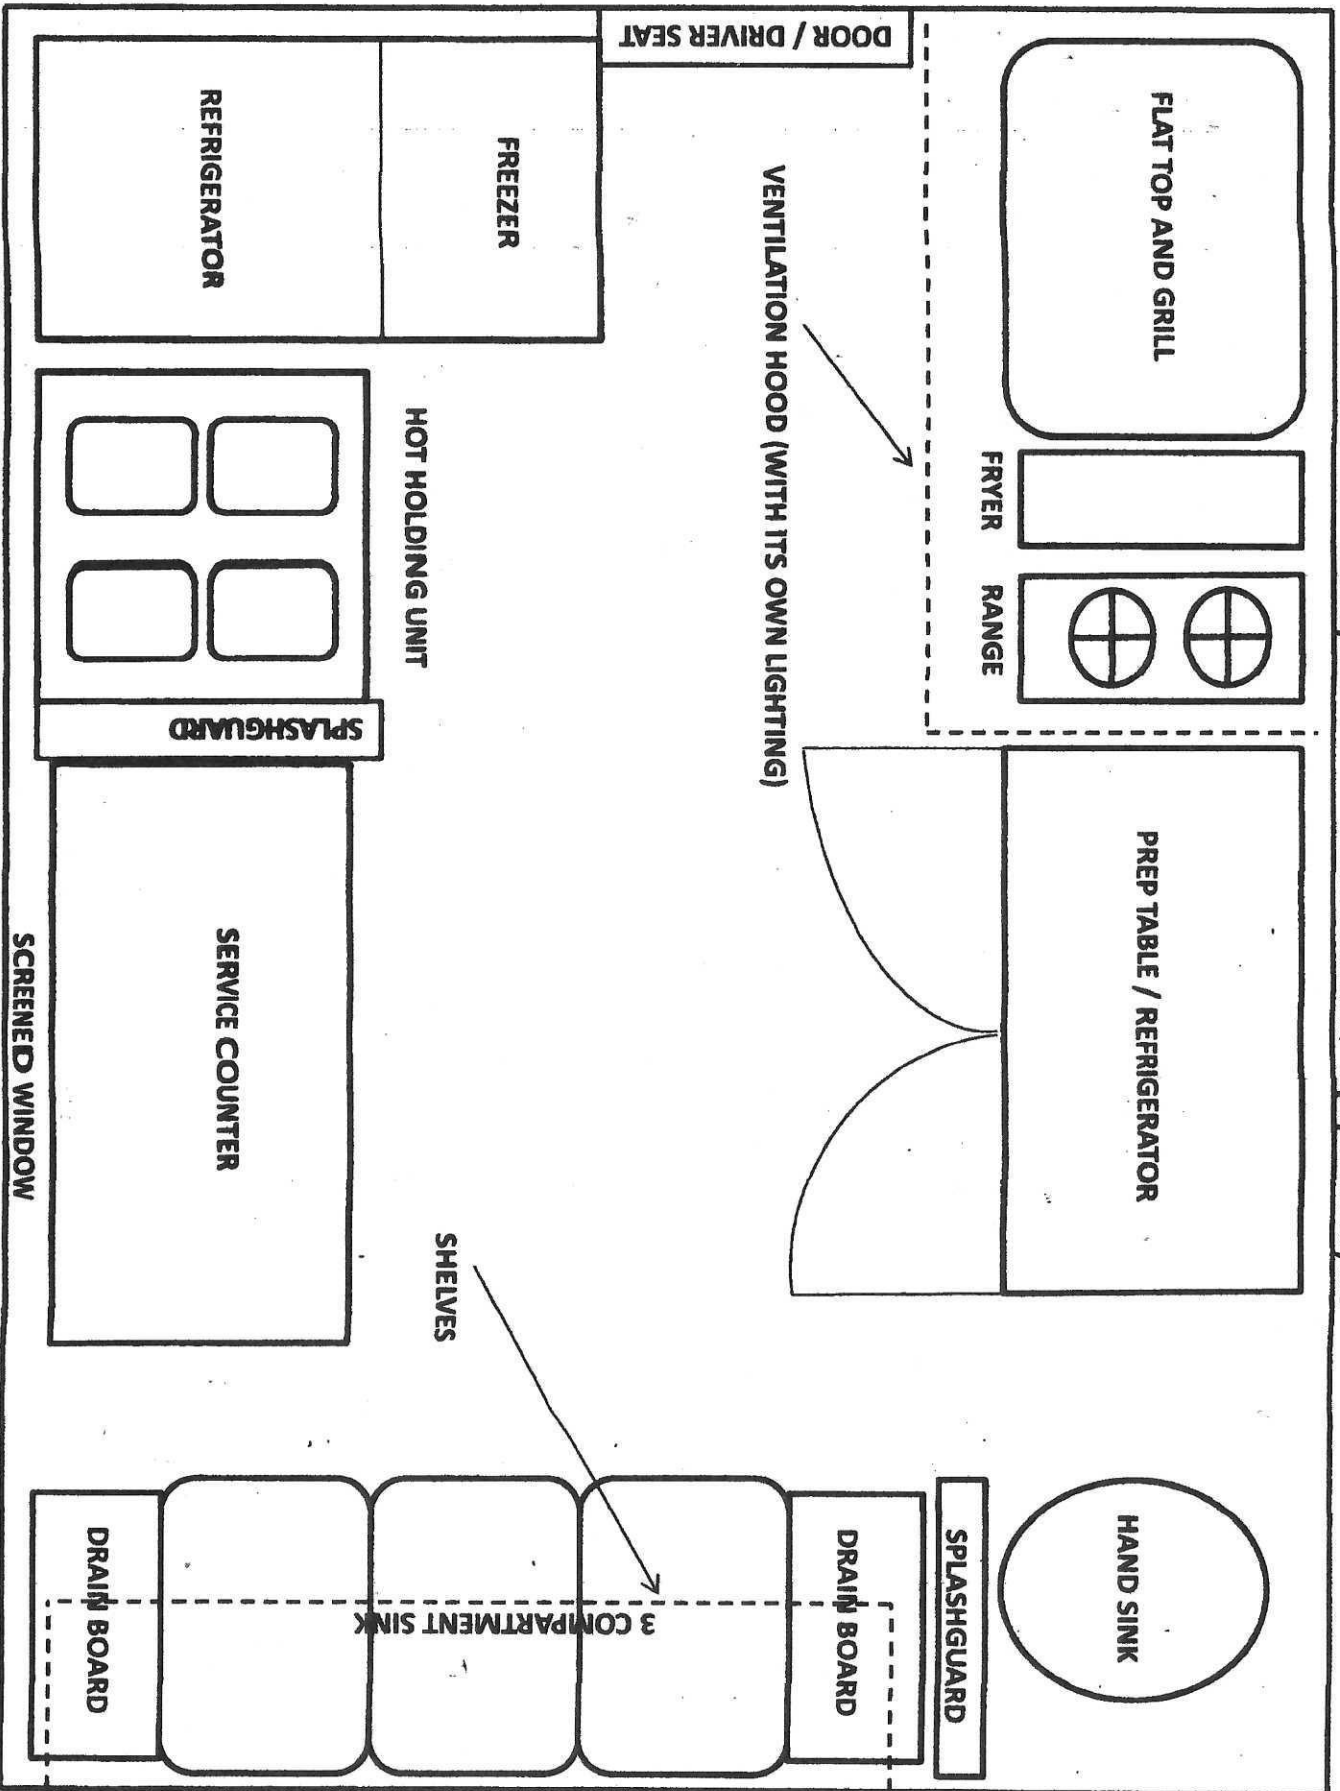 FLAT TOP AND GRILL
FRYER
RANGE
PREP TABLE / REFRIGERATOR
HAND SINK
SPLASHGUARD
DOOR / DRIVER SEAT
VENTILATION HOOD (WITH ITS OWN LIGHTING)
DRAIN BOARD
3 COMPARTMENT SINK
DRAIN BOARD
SHELVES
FREEZER
REFRIGERATOR
HOT HOLDING UNIT
SPLASHGUARD
SERVICE COUNTER
SCREENED WINDOW